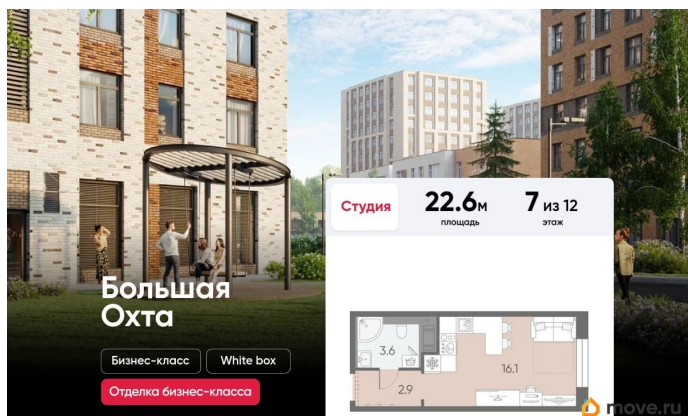 Студия
22.6м
площадь
7 из 12
этаж
Большая
Охта
Бизнес-класс
White box
Отделка бизнес-класса
3.6
16.1
2.9
move.ru